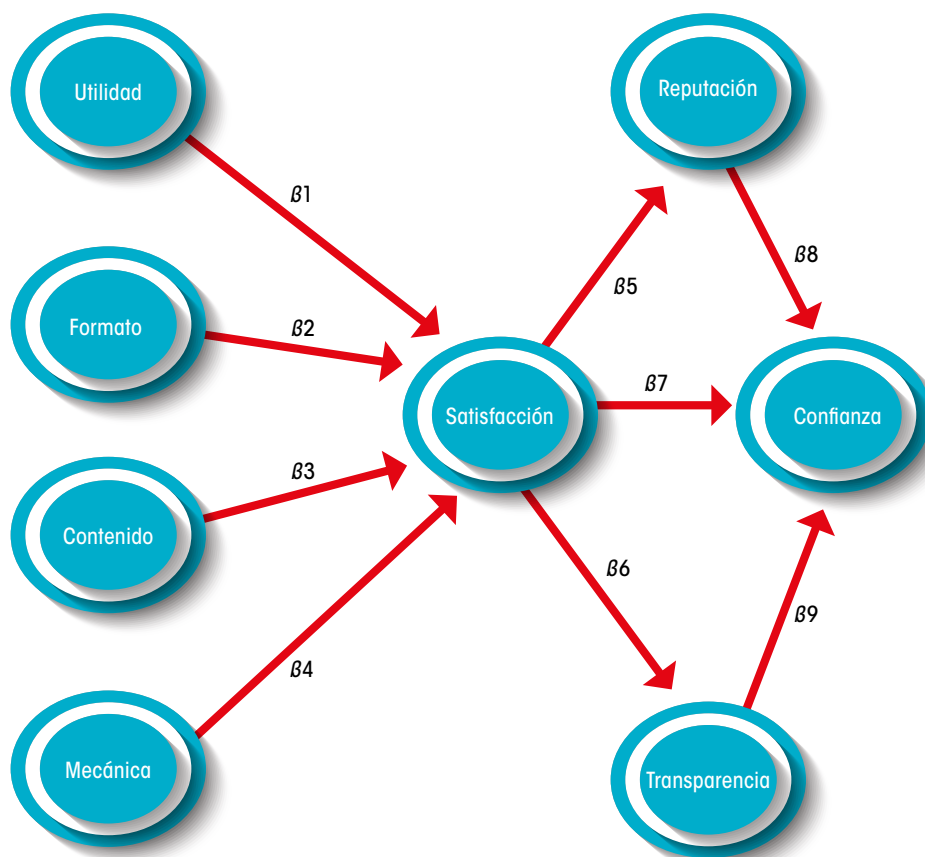 Utilidad
Reputación
ß1
ß8
ß5
Formato
ß2
ß7
Satisfacción
Confianza
ß3
Contenido
ß6
ß9
ß4
Mecánica
Transparencia